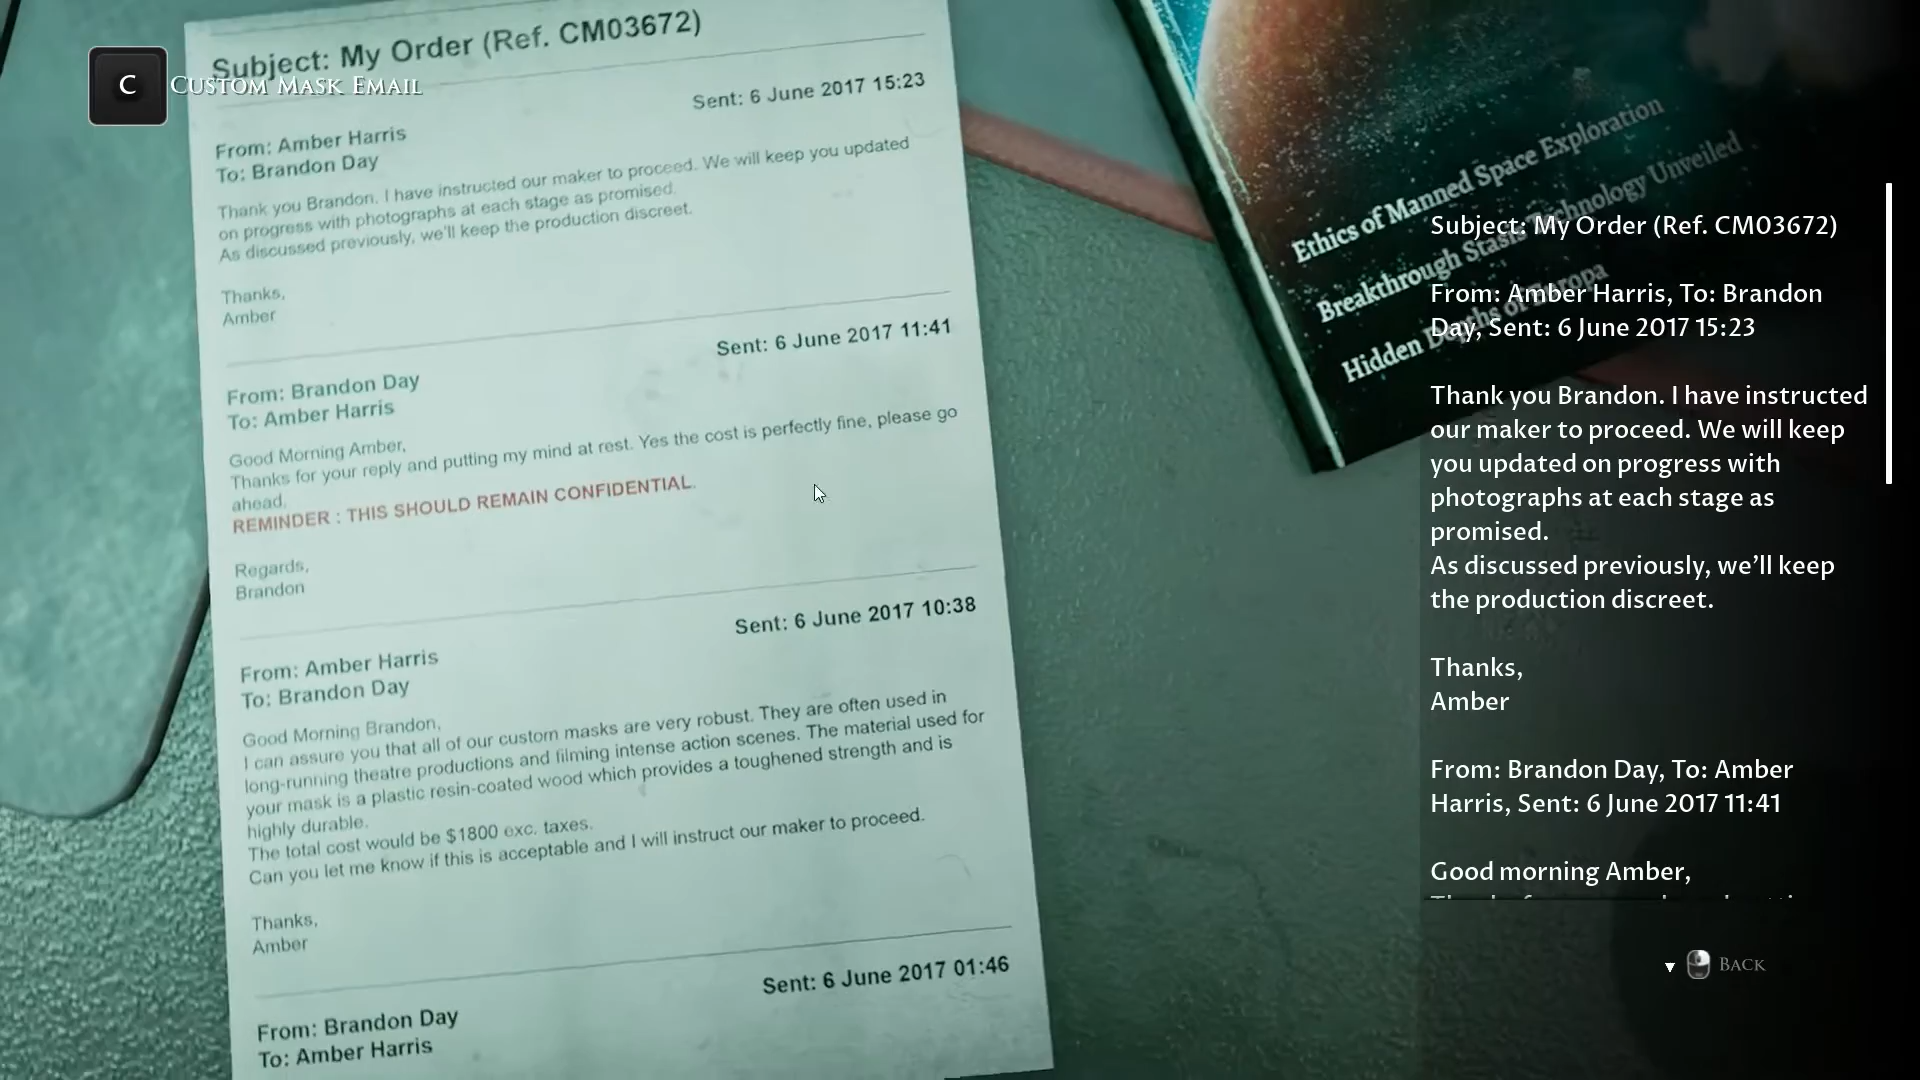 Subject: My Order (Ref. CM03672)
C
Custom Mask Email
Sent: 6 June 2017 15:23
From: Amber Harris
To: Brandon Day
Thank you Brandon. I have instructed our maker to proceed. We will keep you updated
on progress with photographs at each stage as promised.
As discussed previously, we'll keep the production discreet.
Thanks,
Amber
Sent: 6 June 2017 11:41
From: Brandon Day
To: Amber Harris
Good Morning Amber,
Thanks for your reply and putting my mind at rest. Yes the cost is perfectly fine, please go
ahead.
REMINDER : THIS SHOULD REMAIN CONFIDENTIAL.
Regards,
Brandon
Sent: 6 June 2017 10:38
From: Amber Harris
To: Brandon Day
Good Morning Brandon,
I can assure you that all of our custom masks are very robust. They are often used in
long-running theatre productions and filming intense action scenes. The material used for
your mask is a plastic resin-coated wood which provides a toughened strength and is
highly durable.
The total cost would be $1800 exc. taxes.
Can you let me know if this is acceptable and I will instruct our maker to proceed.
Thanks,
Amber
Sent: 6 June 2017 01:46
From: Brandon Day
To: Amber Harris
Ethics of Manned Space Exploration
Breakthrough Stasis Technology Unveiled
Hidden Depths of Europa
Subject: My Order (Ref. CM03672)
From: Amber Harris, To: Brandon
Day, Sent: 6 June 2017 15:23
Thank you Brandon. I have instructed
our maker to proceed. We will keep
you updated on progress with
photographs at each stage as
promised.
As discussed previously, we'll keep
the production discreet.
Thanks,
Amber
From: Brandon Day, To: Amber
Harris, Sent: 6 June 2017 11:41
Good morning Amber,
Back